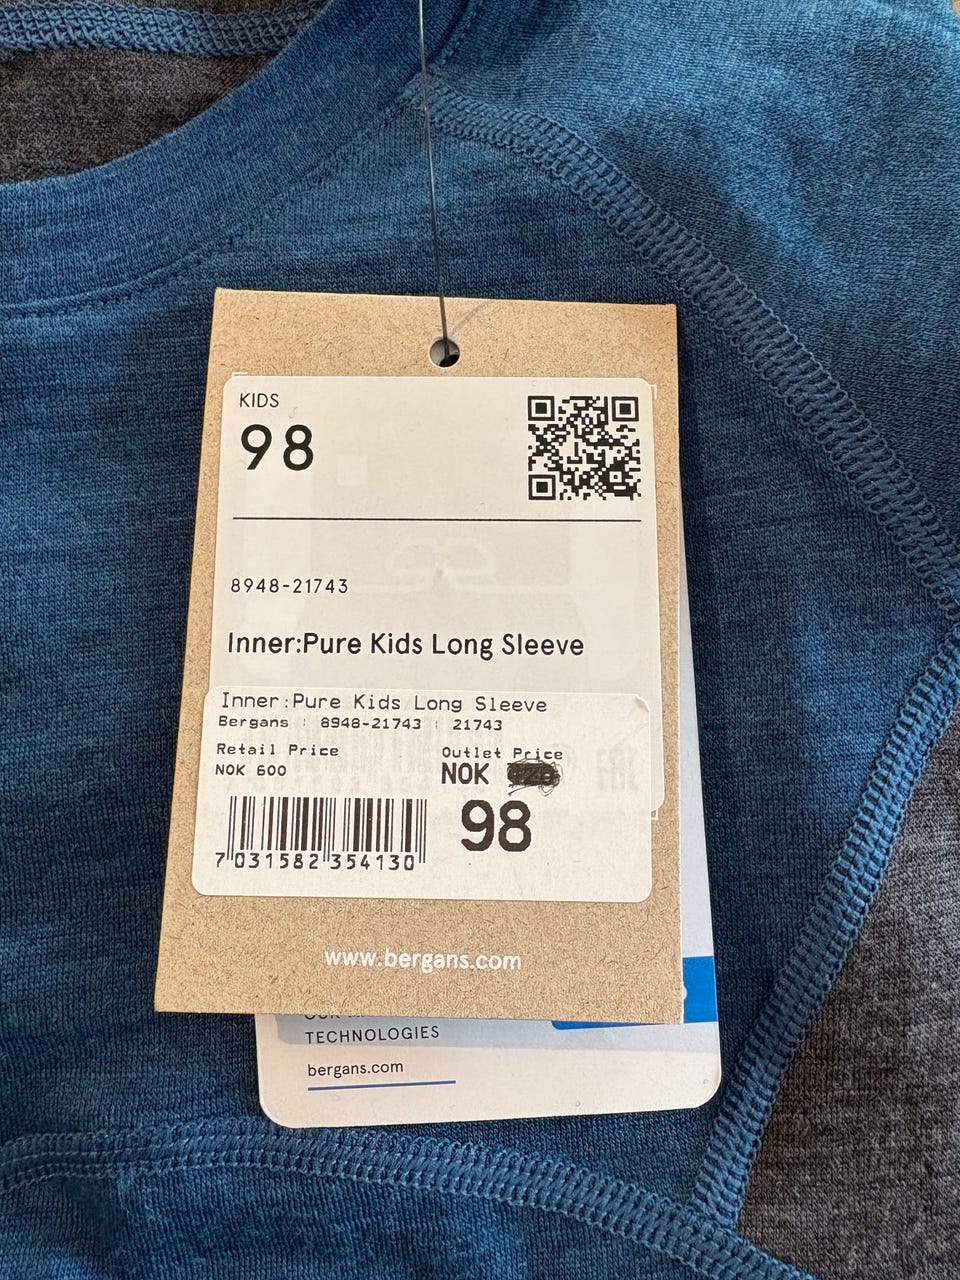 KIDS
98
8948-21743
Inner:Pure Kids Long Sleeve
Inner:Pure Kids Long Sleeve
Bergans : 8948-21743 : 21743
Retail Price Outlet Price
NOK 600 NOK
98
7 031582 354130
www.bergans.com
TECHNOLOGIES
bergans.com